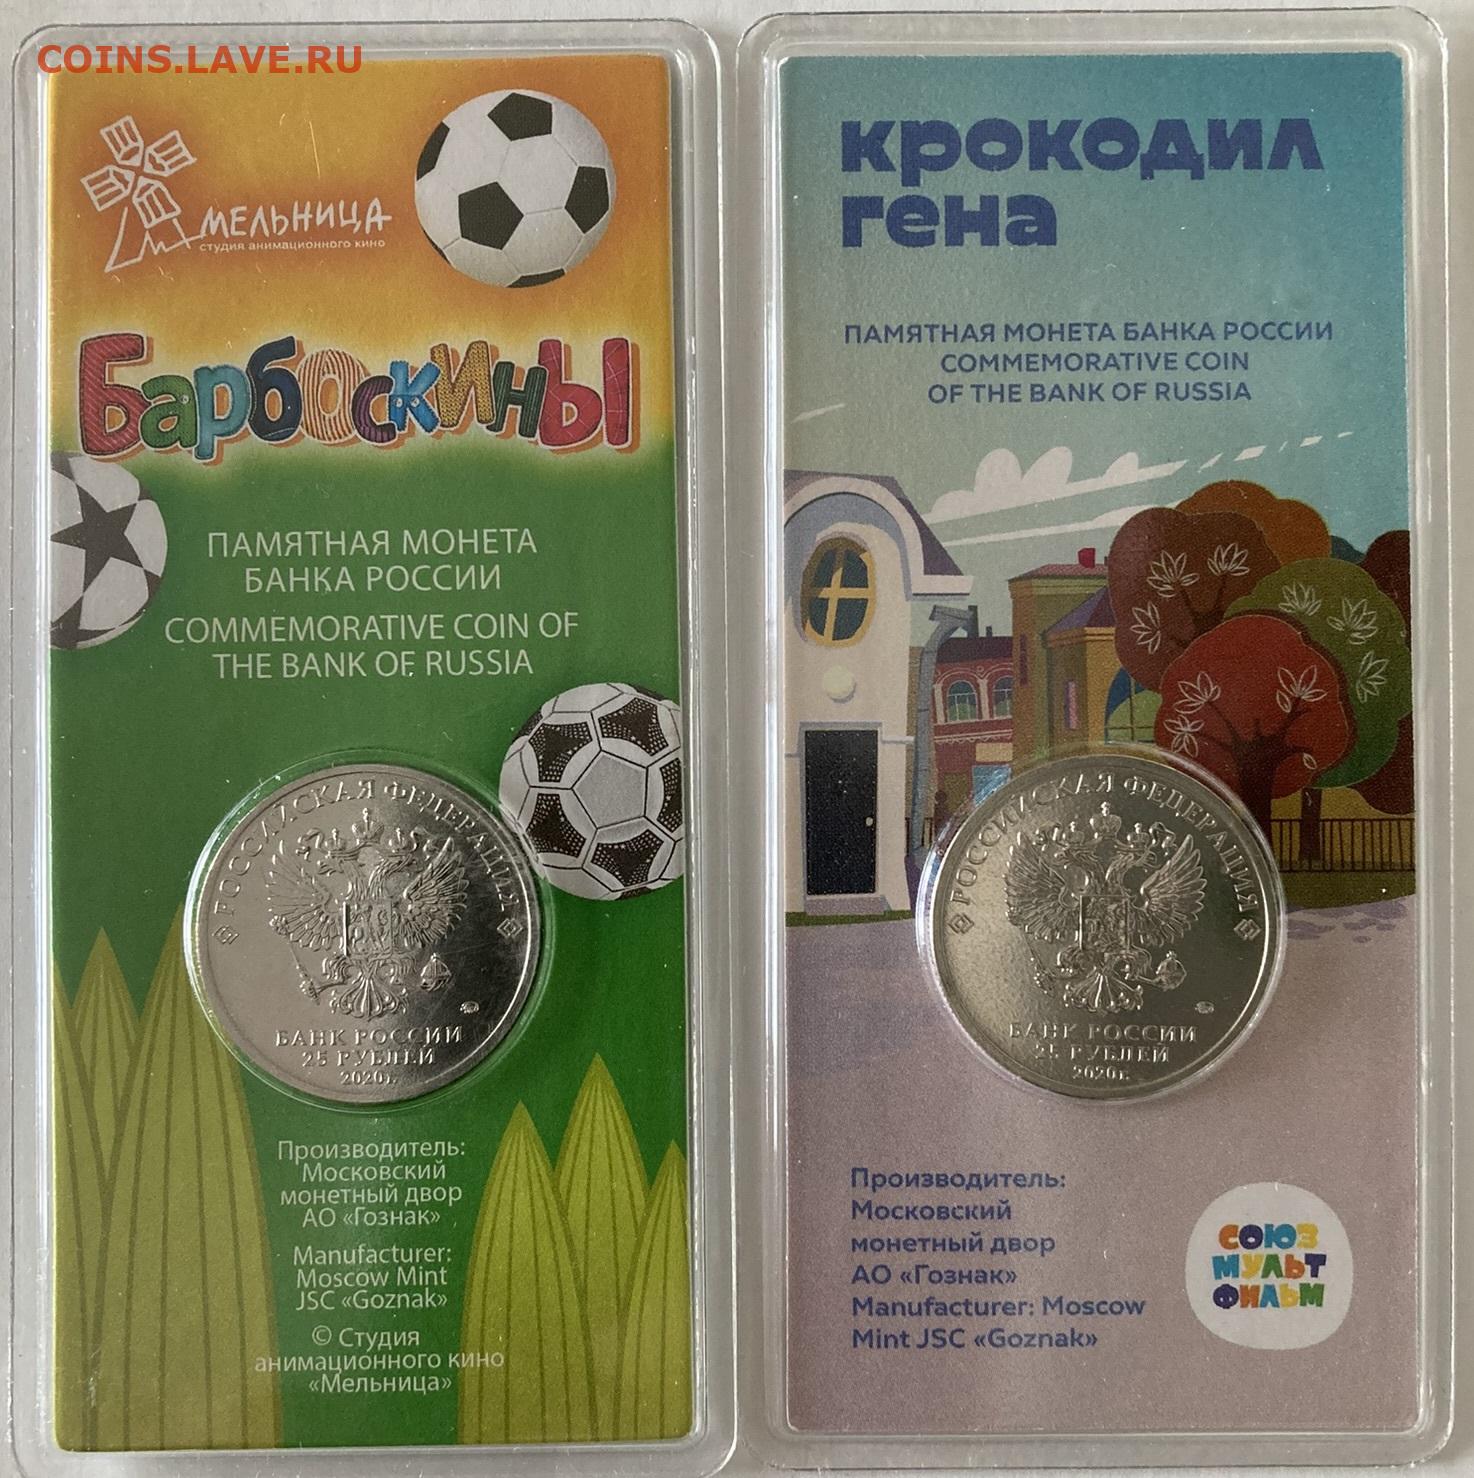 COINS.LAVE.RU
МЕЛЬНИЦА
студия анимационного кино
Барбоскины
ПАМЯТНАЯ МОНЕТА
БАНКА РОССИИ
COMMEMORATIVE COIN OF
THE BANK OF RUSSIA
РОССИЙСКАЯ ФЕДЕРАЦИЯ
БАНК РОССИИ
25 РУБЛЕЙ
2020 г.
Производитель:
Московский
монетный двор
АО «Гознак»
Manufacturer:
Moscow Mint
JSC «Goznak»
© Студия
анимационного кино
«Мельница»
крокодил
гена
ПАМЯТНАЯ МОНЕТА БАНКА РОССИИ
COMMEMORATIVE COIN
OF THE BANK OF RUSSIA
РОССИЙСКАЯ ФЕДЕРАЦИЯ
БАНК РОССИИ
25 РУБЛЕЙ
2020 г.
Производитель:
Московский
монетный двор
АО «Гознак»
Manufacturer: Moscow
Mint JSC «Goznak»
СОЮЗ
МУЛЬТ
ФИЛЬМ